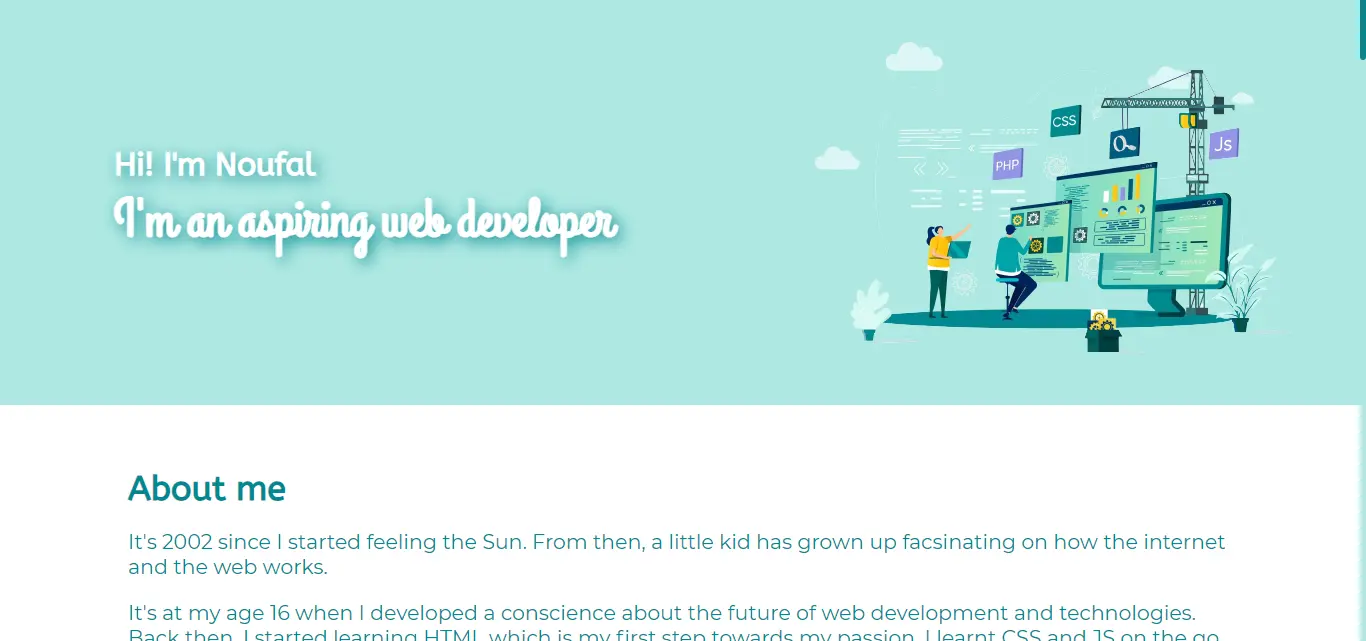 Hi! I'm Noufal
I'm an aspiring web developer
CSS
PHP
Js
About me
It's 2002 since I started feeling the Sun. From then, a little kid has grown up facsinating on how the internet
and the web works.
It's at my age 16 when I developed a conscience about the future of web development and technologies.
Back then, I started learning HTML which is my first step towards my passion. I learnt CSS and JS on the go